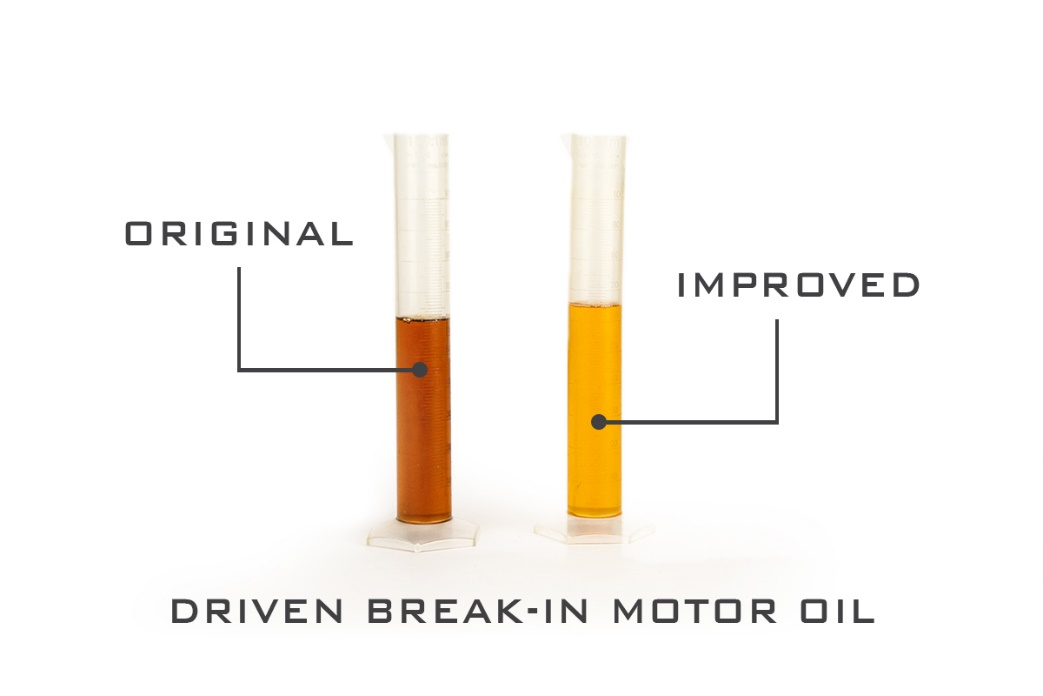 ORIGINAL
IMPROVED
DRIVEN BREAK-IN MOTOR OIL